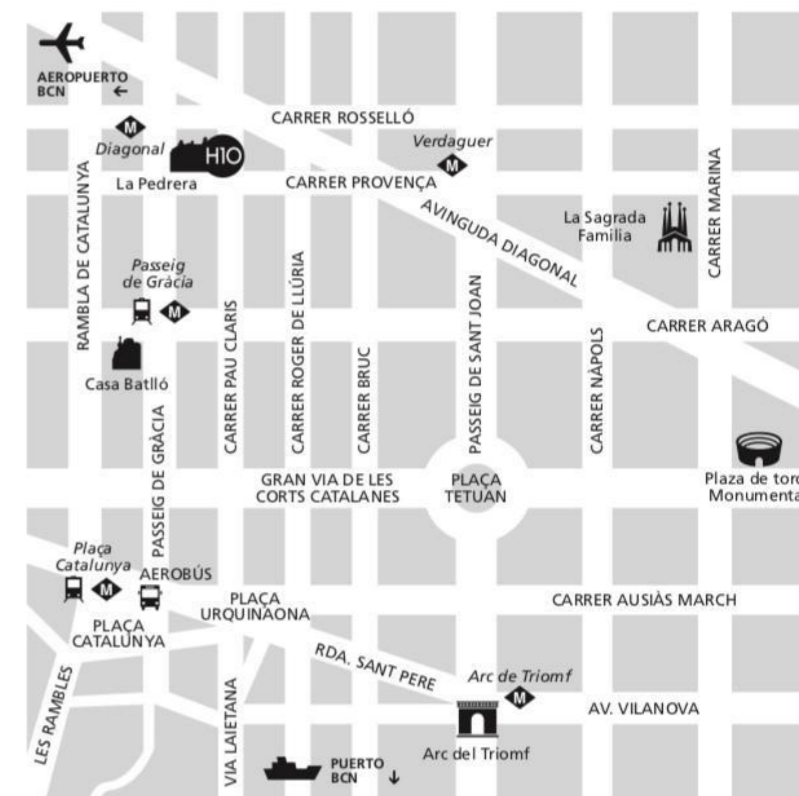 AEROPUERTO
BCN ←
CARRER ROSSELLÓ
M
Diagonal
H10
La Pedrera
Verdaguer
M
CARRER PROVENÇA
AVINGUDA DIAGONAL
La Sagrada
Familia
CARRER MARINA
RAMBLA DE CATALUNYA
Passeig
de Gràcia
M
Casa Batlló
CARRER PAU CLARIS
CARRER ROGER DE LLÚRIA
CARRER BRUC
PASSEIG DE SANT JOAN
CARRER NÀPOLS
CARRER ARAGÓ
PASSEIG DE GRÀCIA
GRAN VIA DE LES
CORTS CATALANES
PLAÇA
TETUAN
Plaza de toro
Monumenta
Plaça
Catalunya
M
AEROBÚS
PLAÇA
CATALUNYA
PLAÇA
URQUINAONA
CARRER AUSIÀS MARCH
RDA. SANT PERE
Arc de Triomf
M
AV. VILANOVA
Arc del Triomf
LES RAMBLES
VIA LAIETANA
PUERTO
BCN ↓